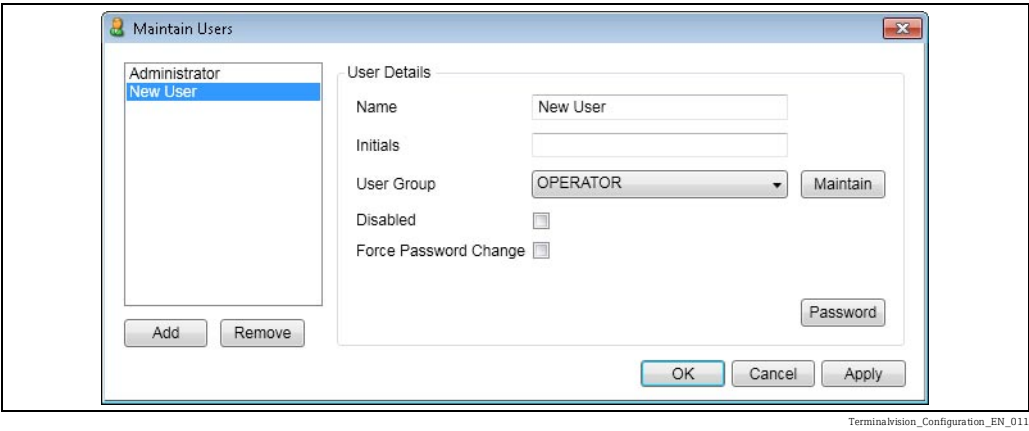 Maintain Users
Administrator
New User
User Details
Name
New User
Initials
User Group
OPERATOR
Maintain
Disabled
Force Password Change
Password
Add
Remove
OK
Cancel
Apply
Terminalvision_Configuration_EN_011